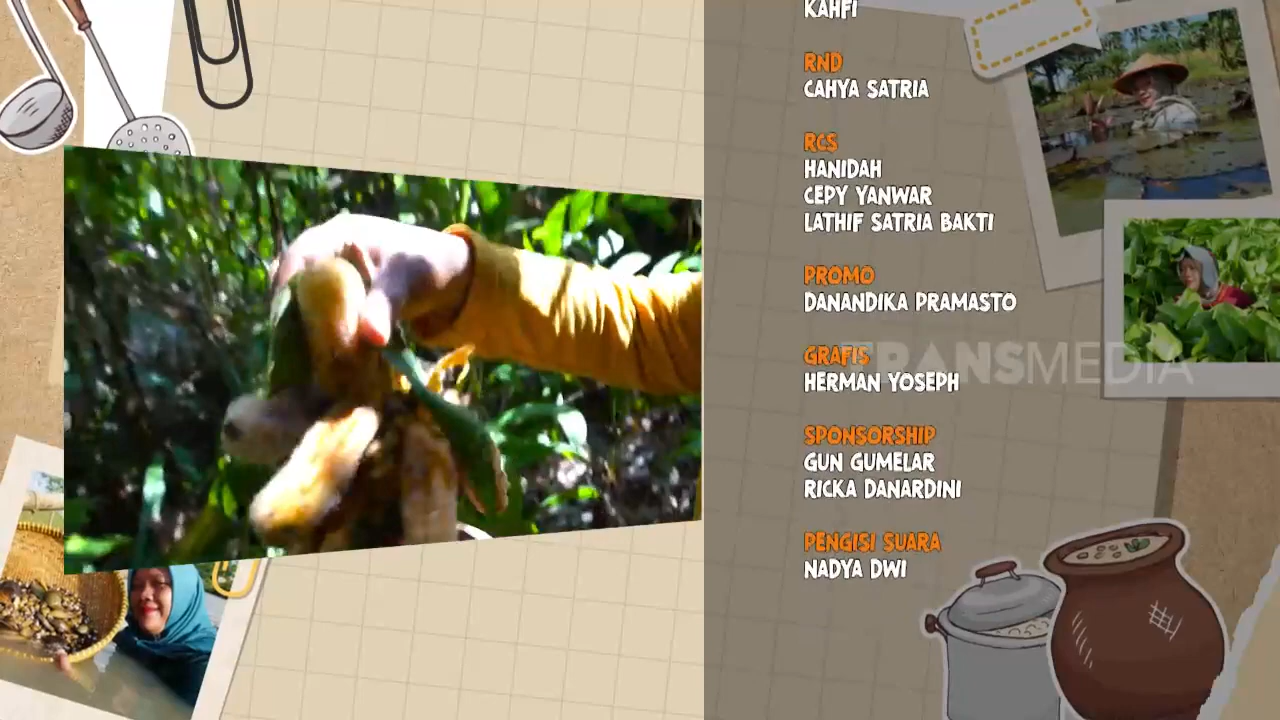 KAHFI
RND
CAHYA SATRIA
RCS
HANIDAH
CEPY YANWAR
LATHIF SATRIA BAKTI
PROMO
DANANDIKA PRAMASTO
GRAFIS
TRANSMEDIA
HERMAN YOSEPH
SPONSORSHIP
GUN GUMELAR
RICKA DANARDINI
PENGISI SUARA
NADYA DWI